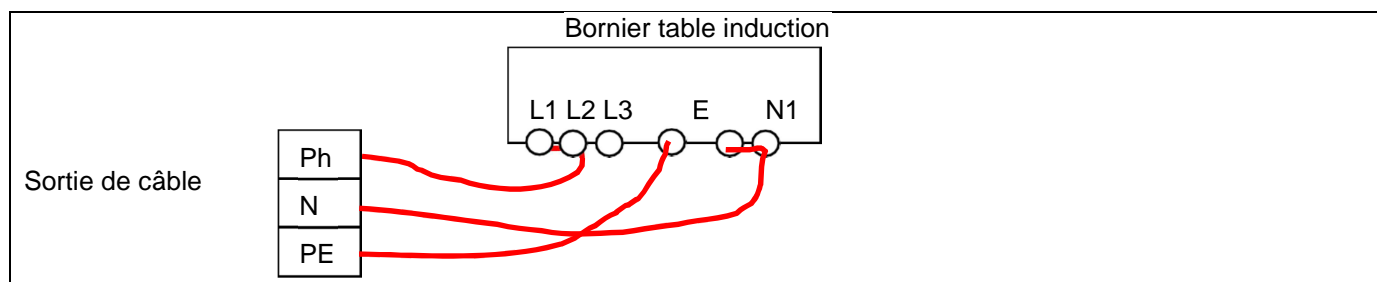 Bornier table induction
L1 L2 L3 E N1
Ph
Sortie de câble
N
PE